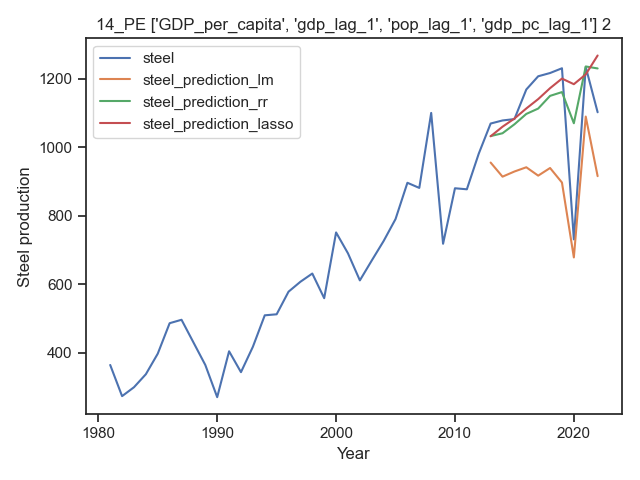 14_PE ['GDP_per_capita', 'gdp_lag_1', 'pop_lag_1', 'gdp_pc_lag_1'] 2
steel
steel_prediction_lm
steel_prediction_rr
steel_prediction_lasso
Steel production
1200
1000
800
600
400
1980
1990
2000
2010
2020
Year